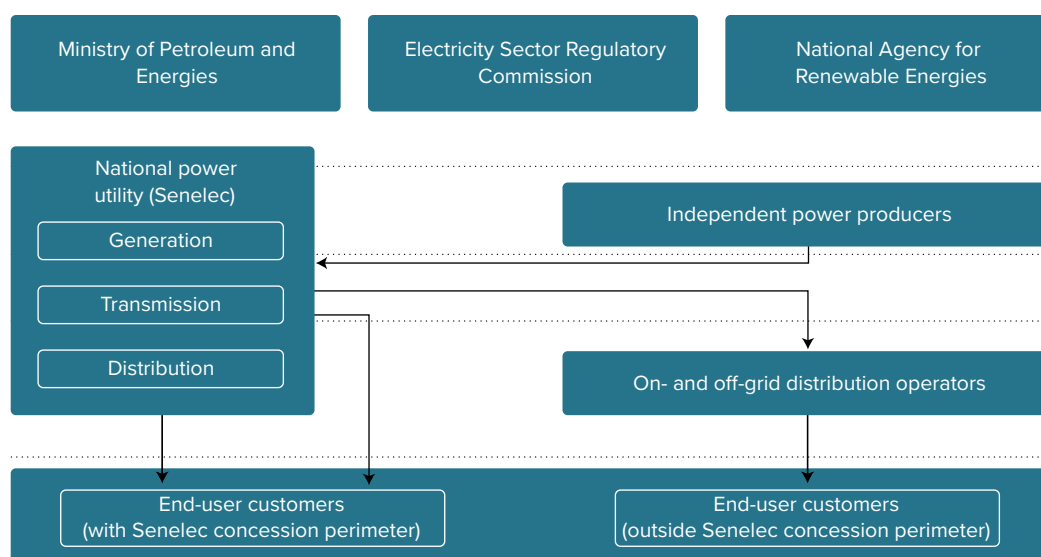 Ministry of Petroleum and
Energies
Electricity Sector Regulatory
Commission
National Agency for
Renewable Energies
National power
utility (Senelec)
Generation
Transmission
Distribution
Independent power producers
On- and off-grid distribution operators
End-user customers
(with Senelec concession perimeter)
End-user customers
(outside Senelec concession perimeter)